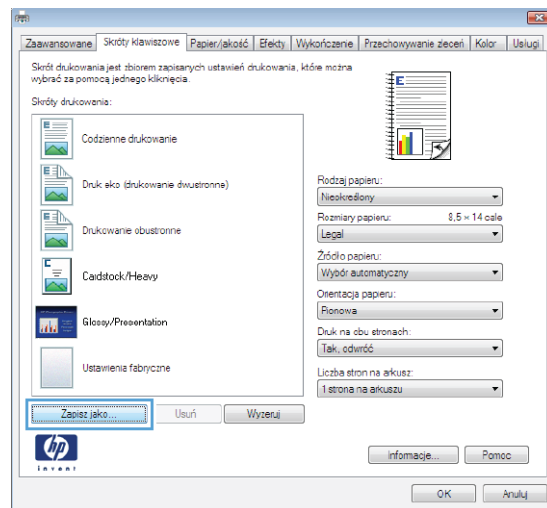 Zaawansowane Skróty klawiszowe Papier/jakość Efekty Wykończenie Przechowywanie zleceń Kolor Usługi
Skrót drukowania jest zbiorem zapisanych ustawień drukowania, które można
wybrać za pomocą jednego kliknięcia.
Skróty drukowania:
Codzienne drukowanie
Druk eko (drukowanie dwustronne)
Drukowanie obustronne
Cardstock/Heavy
Glossy/Presentation
Ustawienia fabryczne
Zapisz jako... Usuń Wyzeruj
Rodzaj papieru:
Nieokreślony
Rozmiary papieru: 8,5 × 14 cale
Legal
Źródło papieru:
Wybór automatyczny
Orientacja papieru:
Pionowa
Druk na obu stronach:
Tak, odwróć
Liczba stron na arkusz:
1 strona na arkuszu
hp
invent
Informacje... Pomoc
OK Anuluj